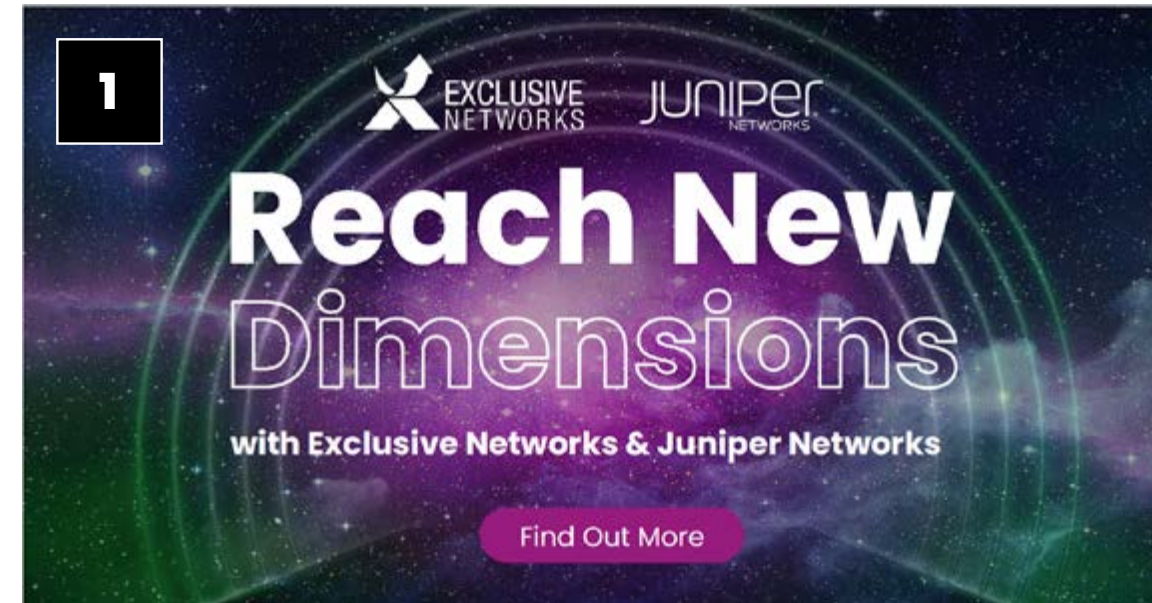 1
EXCLUSIVE
NETWORKS
JUNIPER
NETWORKS
Reach New
Dimensions
with Exclusive Networks & Juniper Networks
Find Out More